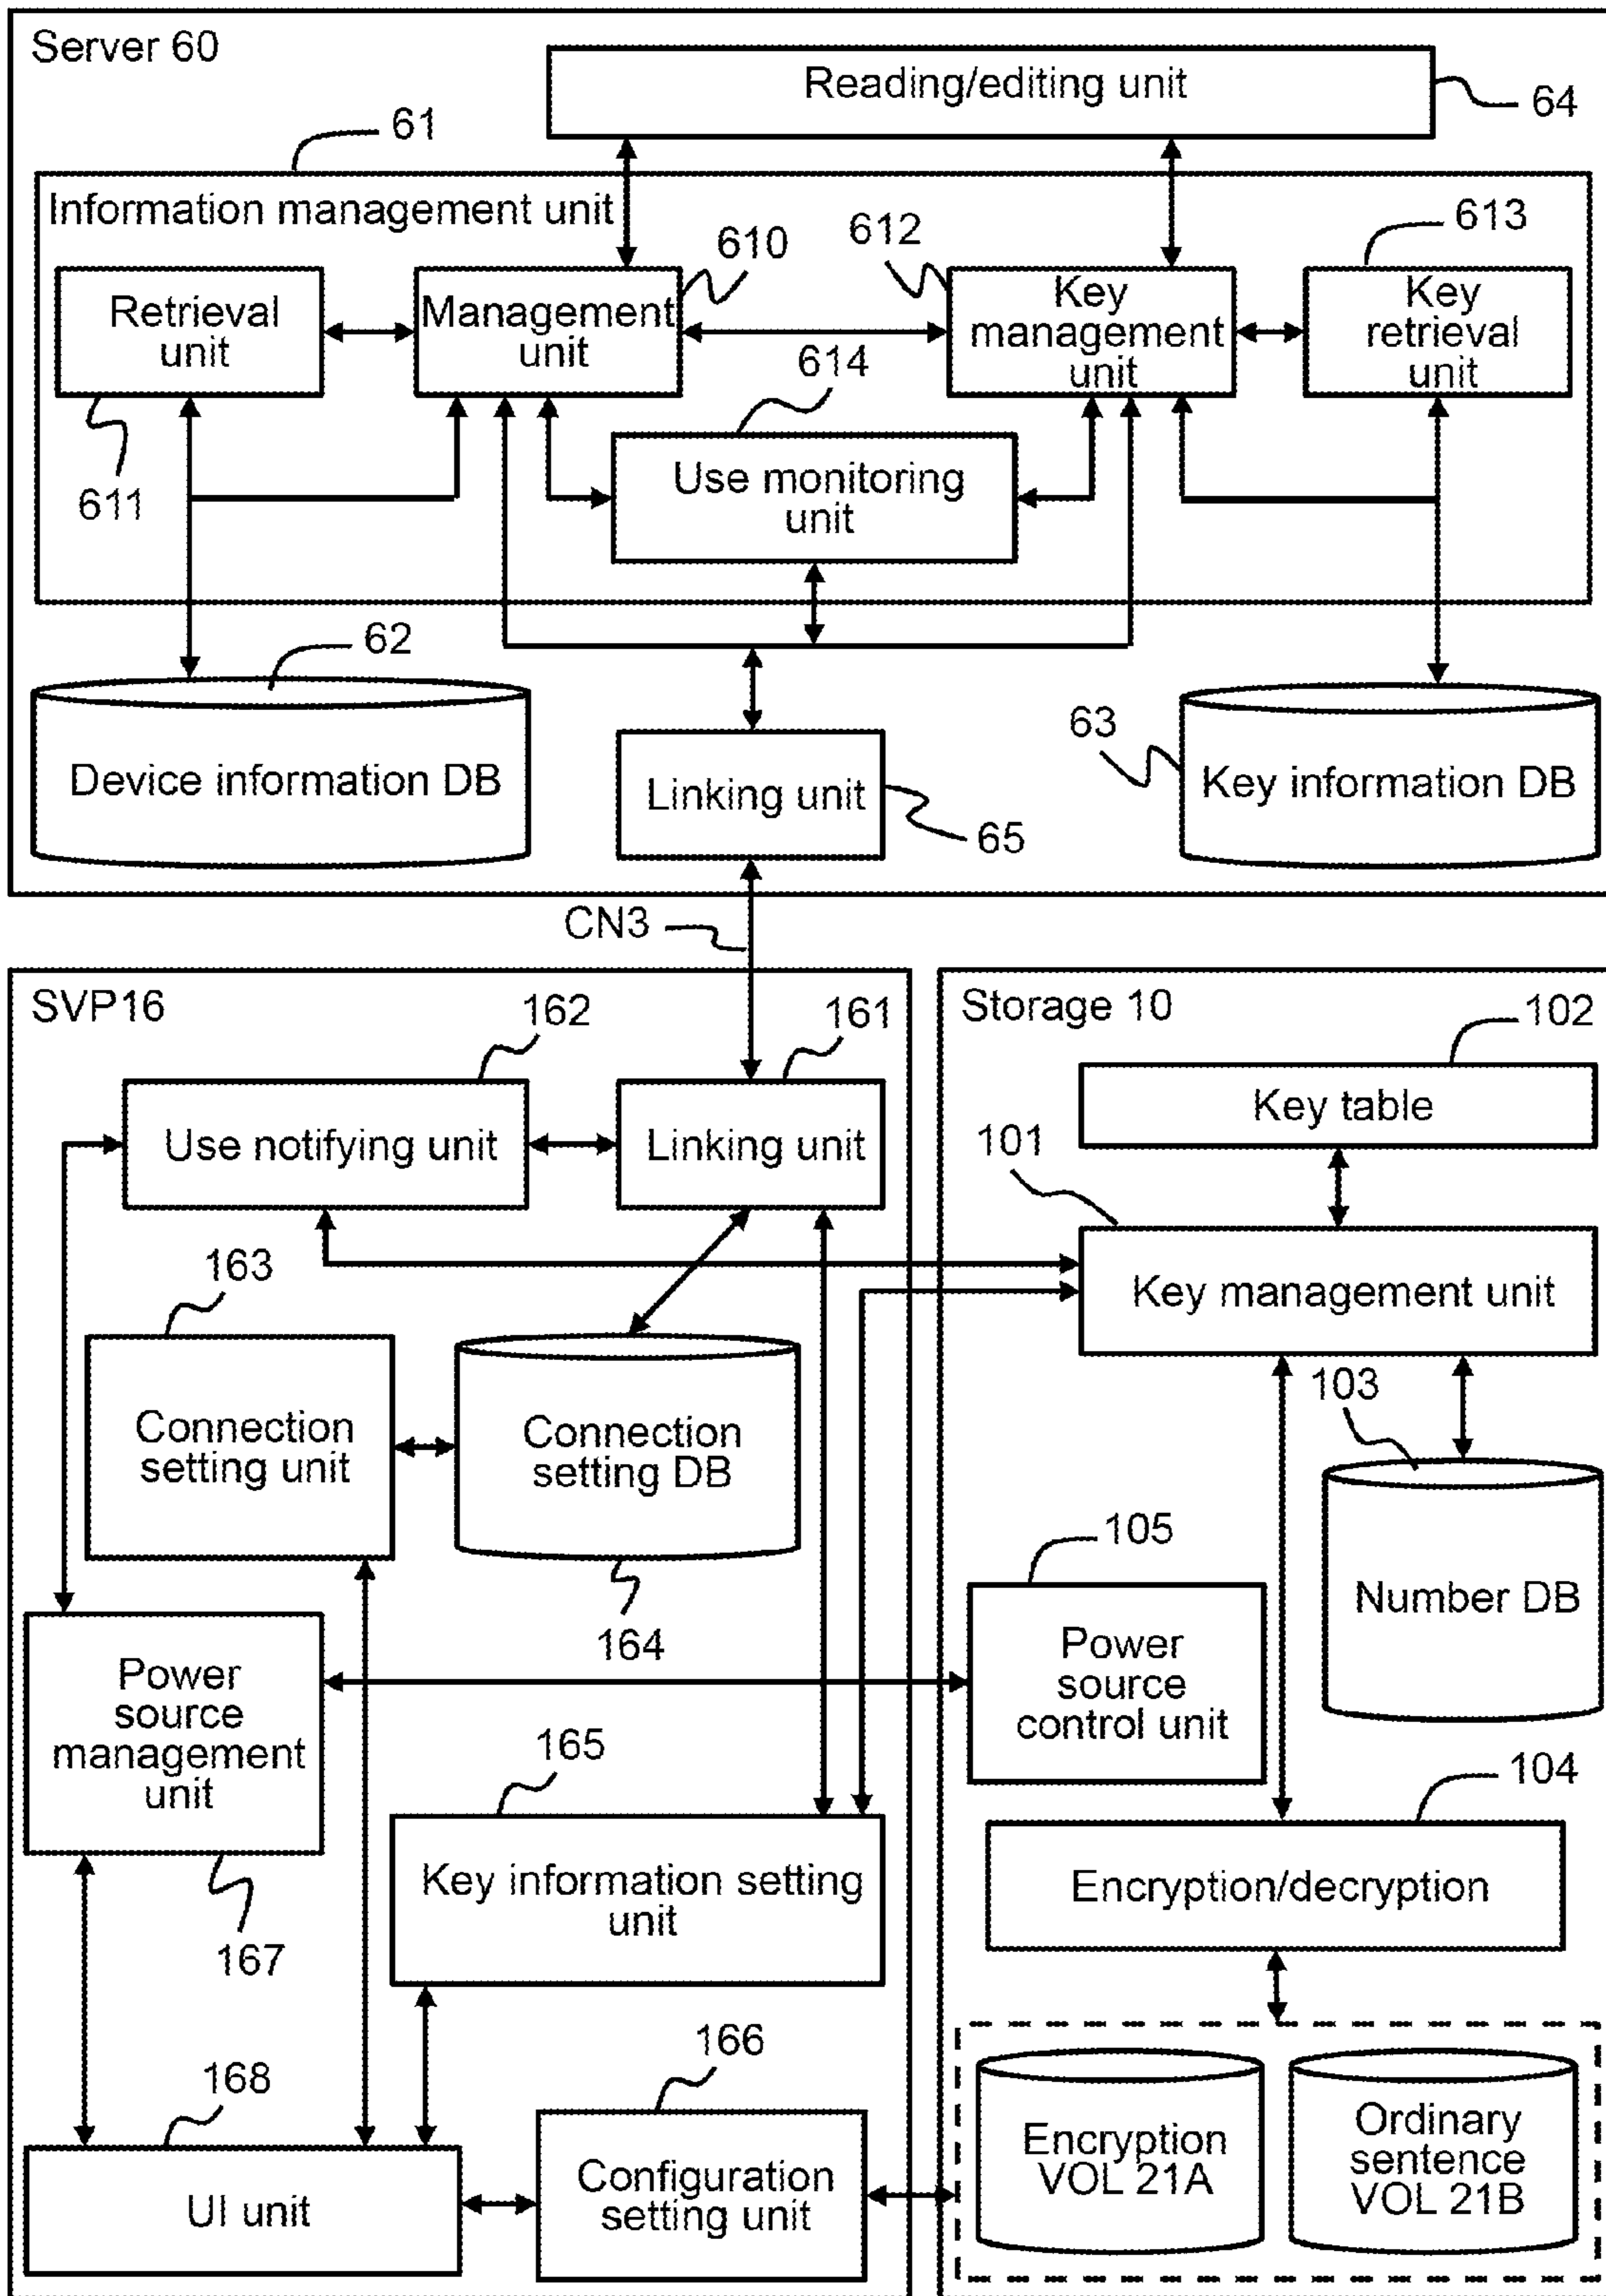 Server 60
Reading/editing unit
64
61
Information management unit
610
612
613
Retrieval
unit
Management
unit
Key
management
unit
Key
retrieval
unit
614
611
Use monitoring
unit
62
Device information DB
63
Key information DB
Linking unit
65
CN3
SVP16
162
161
Use notifying unit
Linking unit
163
Connection
setting unit
Connection
setting DB
164
Power
source
management
unit
165
Key information setting
unit
167
166
168
UI unit
Configuration
setting unit
Storage 10
102
Key table
101
Key management unit
103
Number DB
105
Power
source
control unit
104
Encryption/decryption
Encryption
VOL 21A
Ordinary
sentence
VOL 21B